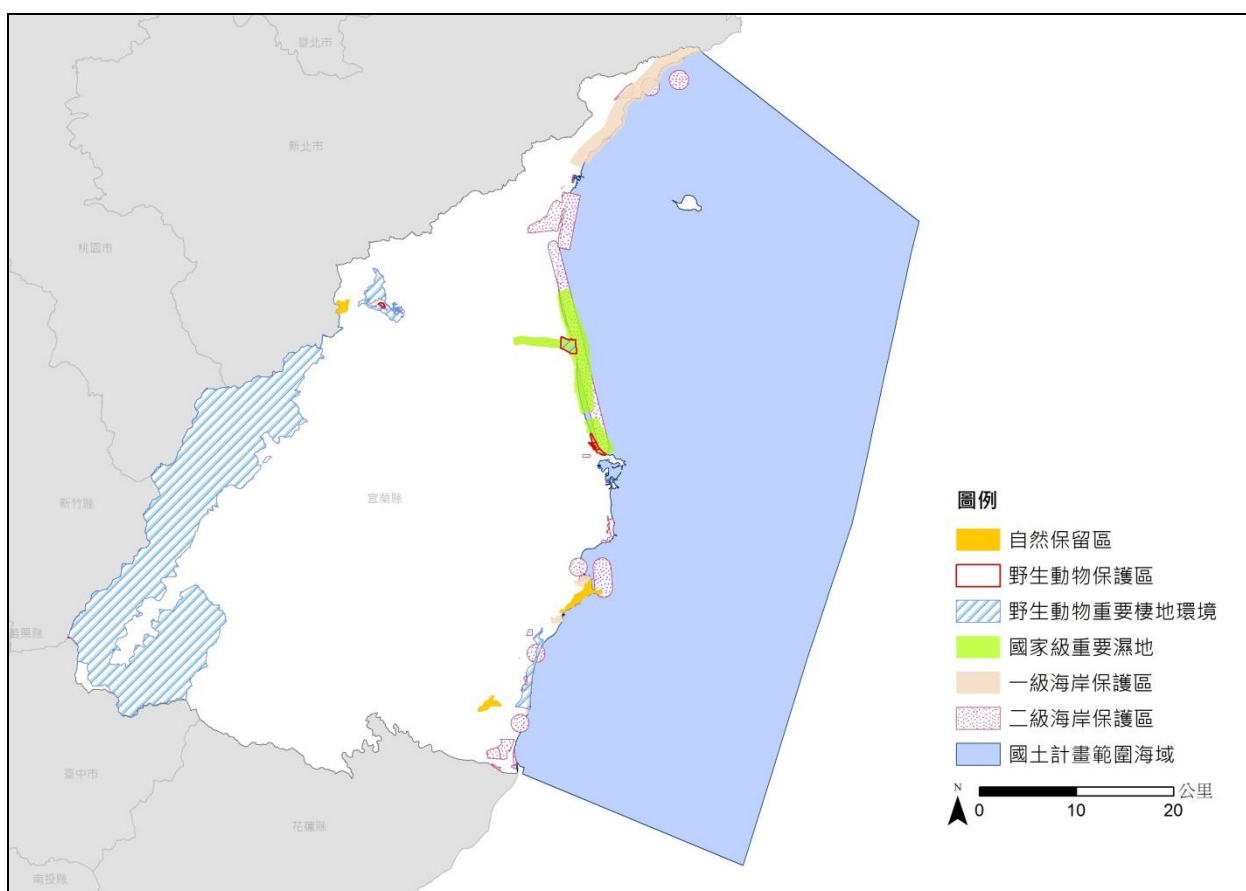 臺北市
新北市
桃園市
新竹縣
宜蘭縣
苗栗縣
臺中市
花蓮縣
南投縣
圖例
自然保留區
野生動物保護區
野生動物重要棲地環境
國家級重要濕地
一級海岸保護區
二級海岸保護區
國土計畫範圍海域
N
公里
0 10 20